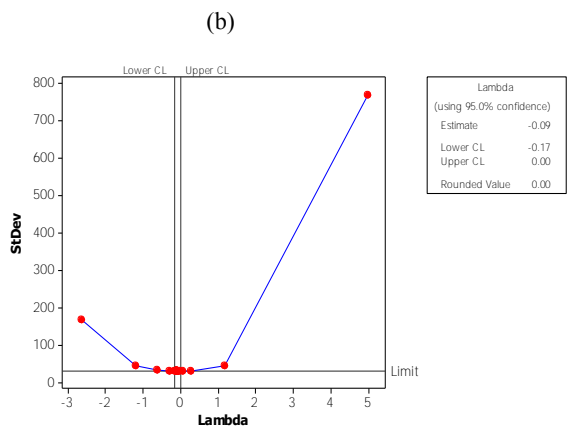 (b)
Lower CL Upper CL
800
700
600
500
400
300
200
100
0
StDev
Limit
-3 -2 -1 0 1 2 3 4 5
Lambda
Lambda
(using 95.0% confidence)
Estimate -0.09
Lower CL -0.17
Upper CL 0.00
Rounded Value 0.00